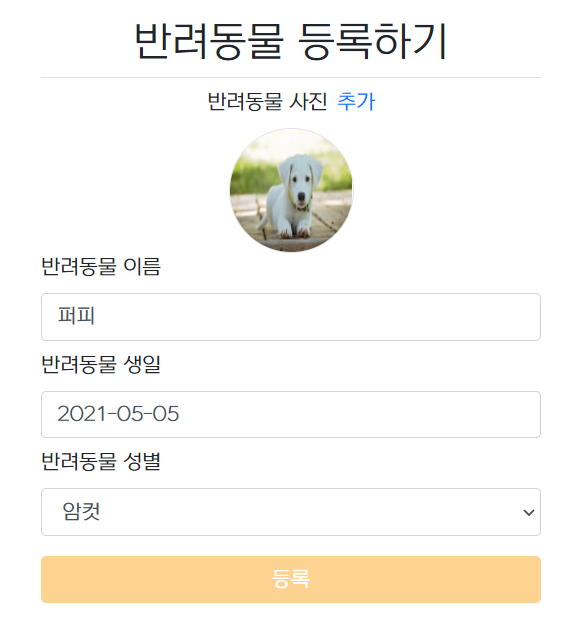 반려동물 등록하기
반려동물 사진 추가
반려동물 이름
퍼피
반려동물 생일
2021-05-05
반려동물 성별
암컷
등록